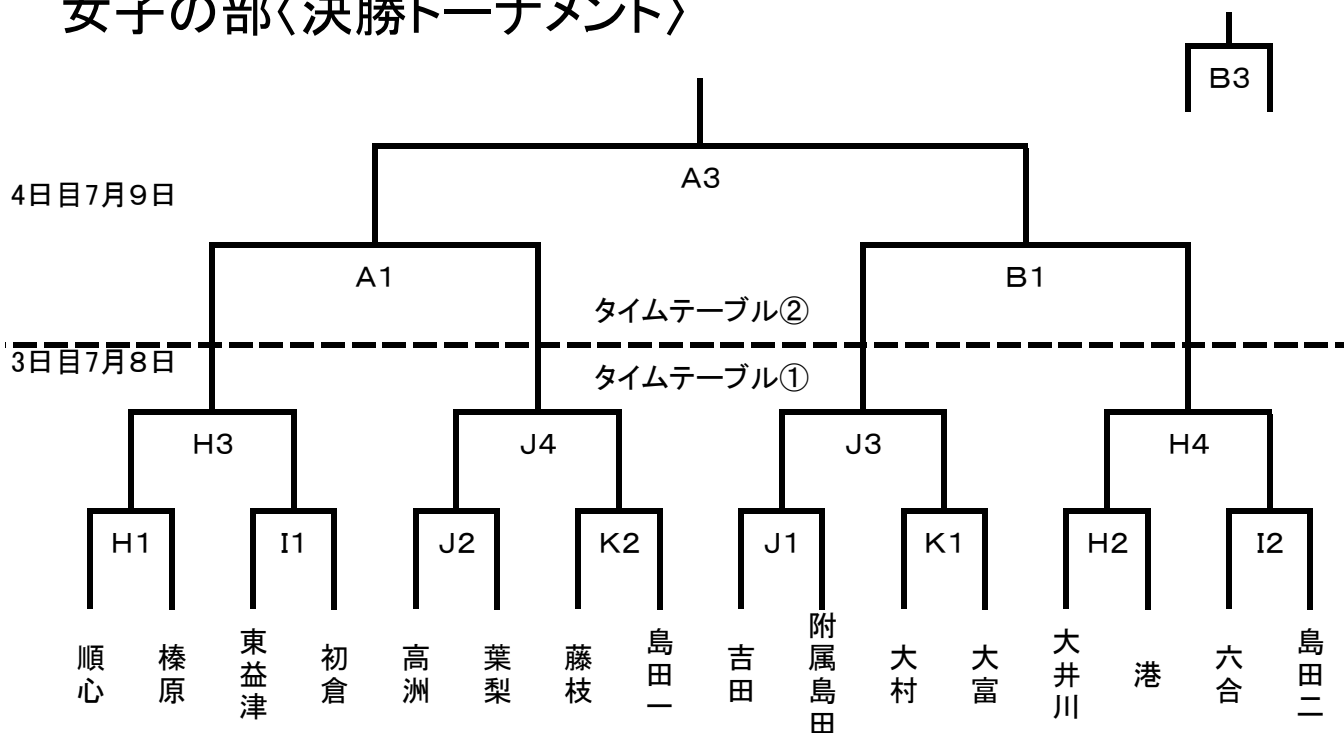 女子の部〈決勝トーナメント〉
B3
A3
4日目7月9日
A1
B1
タイムテーブル②
3日目7月8日
タイムテーブル①
H3
J4
J3
H4
H1
I1
J2
K2
J1
K1
H2
I2
順心
榛原
東益津
初倉
高洲
葉梨
藤枝
島田一
吉田
附属島田
大村
大富
大井川
港
六合
島田二